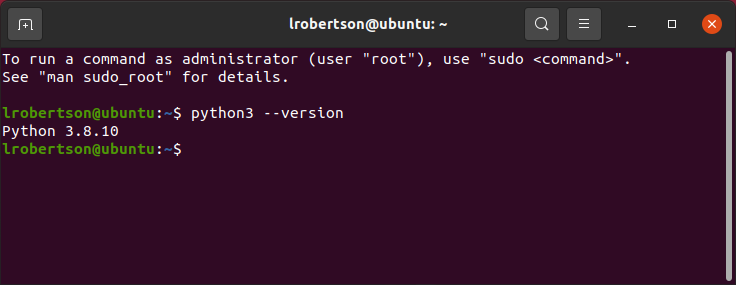 lrobertson@ubuntu: ~
To run a command as administrator (user "root"), use "sudo <command>".
See "man sudo_root" for details.
lrobertson@ubuntu:~$ python3 --version
Python 3.8.10
lrobertson@ubuntu:~$